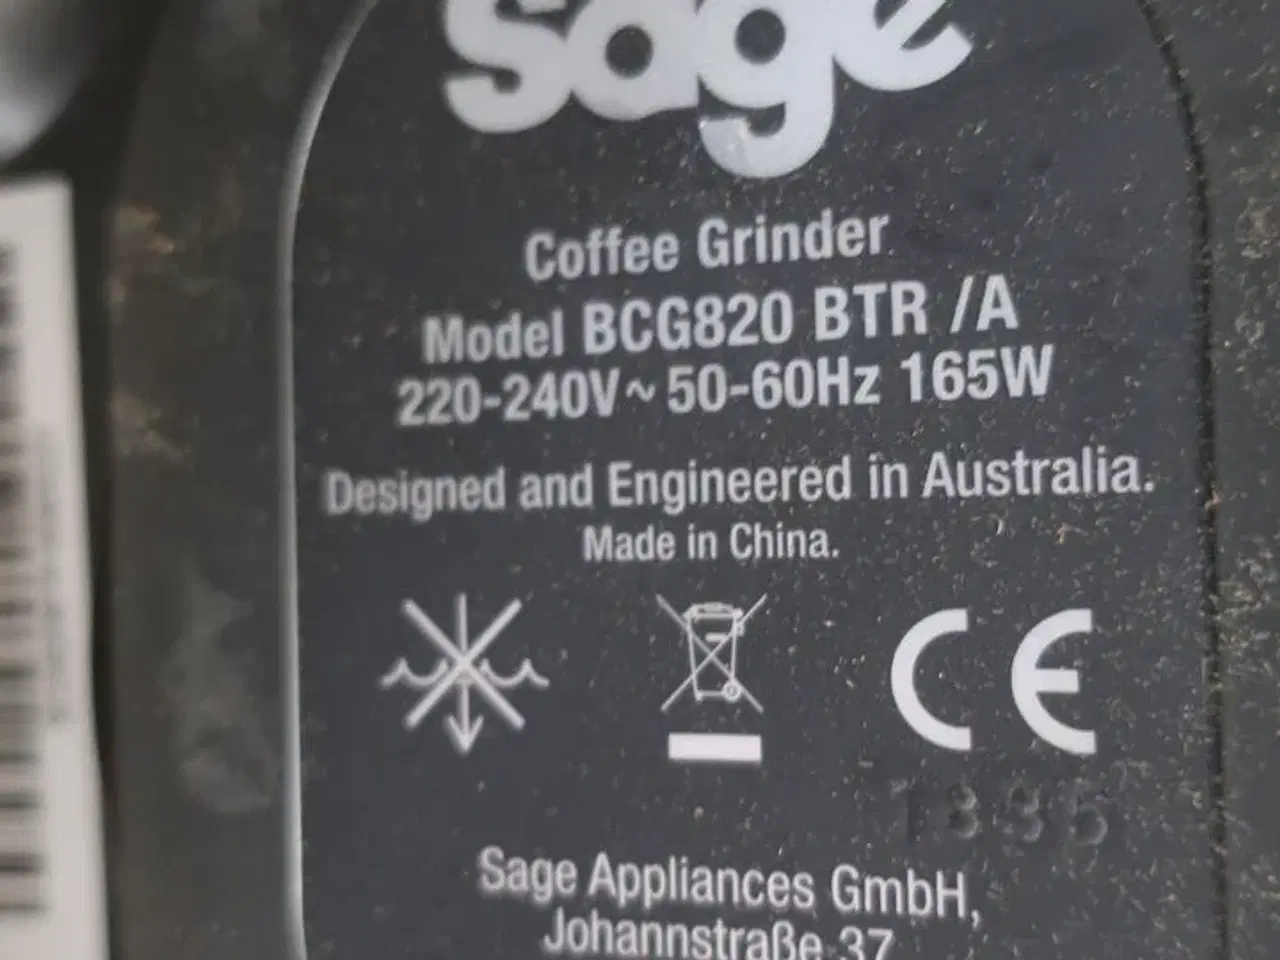 sage
Coffee Grinder
Model BCG820 BTR /A
220-240V~ 50-60Hz 165W
Designed and Engineered in Australia.
Made in China.
CE
Sage Appliances GmbH,
Johannstraße 37